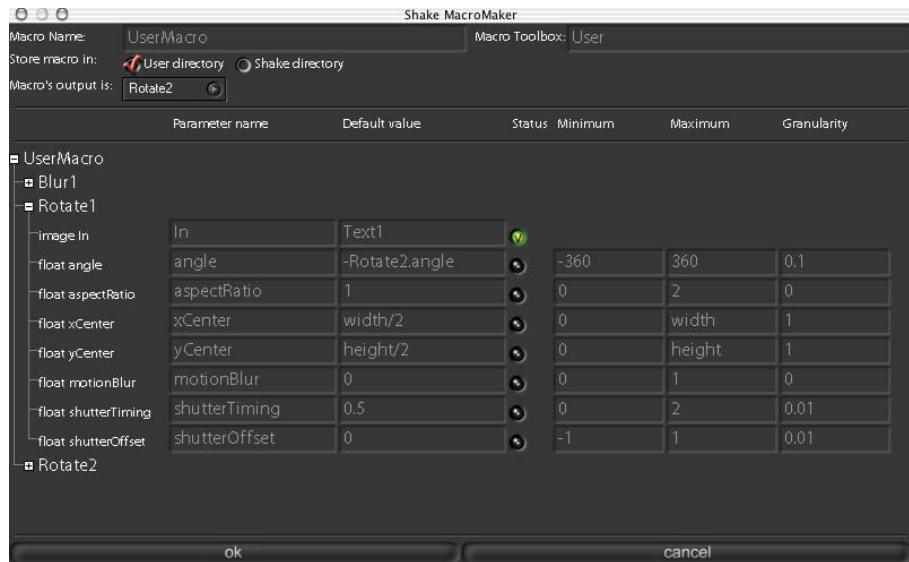 Shake MacroMaker
Macro Name: UserMacro Macro Toolbox: User
Store macro in: User directory Shake directory
Macro's output is: Rotate2
Parameter name Default value Status Minimum Maximum Granularity
UserMacro
Blur1
Rotate1
image In In Text1
float angle angle -Rotate2.angle -360 360 0.1
float aspectRatio aspectRatio 1 0 2 0
float xCenter xCenter width/2 0 width 1
float yCenter yCenter height/2 0 height 1
float motionBlur motionBlur 0 0 1 0
float shutterTiming shutterTiming 0.5 0 2 0.01
float shutterOffset shutterOffset 0 -1 1 0.01
Rotate2
ok cancel